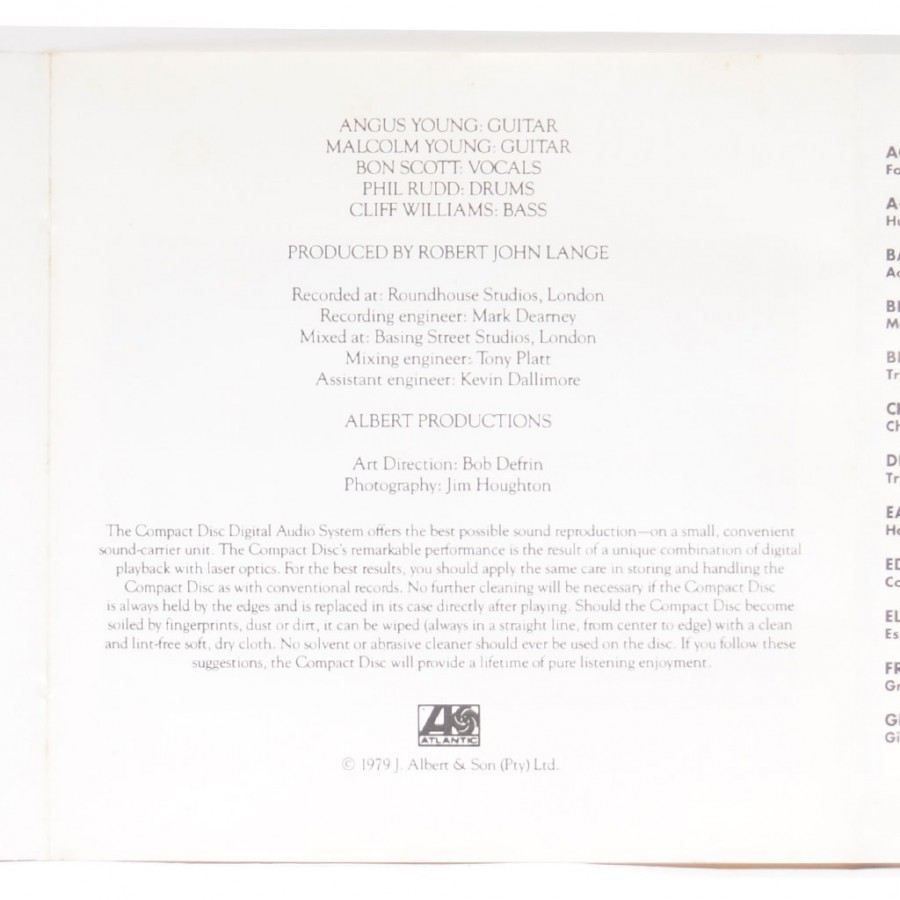 ANGUS YOUNG: GUITAR
MALCOLM YOUNG: GUITAR
BON SCOTT: VOCALS
PHIL RUDD: DRUMS
CLIFF WILLIAMS: BASS
PRODUCED BY ROBERT JOHN LANGE
Recorded at: Roundhouse Studios, London
Recording engineer: Mark Dearney
Mixed at: Basing Street Studios, London
Mixing engineer: Tony Platt
Assistant engineer: Kevin Dallimore
ALBERT PRODUCTIONS
Art Direction: Bob Defrin
Photography: Jim Houghton
The Compact Disc Digital Audio System offers the best possible sound reproduction—on a small, convenient
sound-carrier unit. The Compact Disc's remarkable performance is the result of a unique combination of digital
playback with laser optics. For the best results, you should apply the same care in storing and handling the
Compact Disc as with conventional records. No further cleaning will be necessary if the Compact Disc
is always held by the edges and is replaced in its case directly after playing. Should the Compact Disc become
soiled by fingerprints, dust or dirt, it can be wiped (always in a straight line, from center to edge) with a clean
and lint-free soft, dry cloth. No solvent or abrasive cleaner should ever be used on the disc. If you follow these
suggestions, the Compact Disc will provide a lifetime of pure listening enjoyment.
ATLANTIC
© 1979 J. Albert & Son (Pty) Ltd.